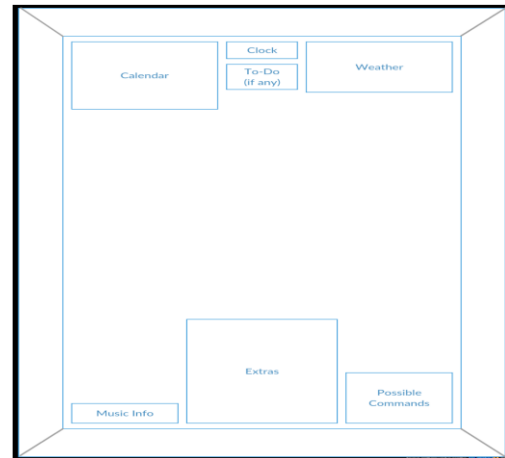 Calendar
Clock
To-Do
(if any)
Weather
Extras
Possible
Commands
Music Info